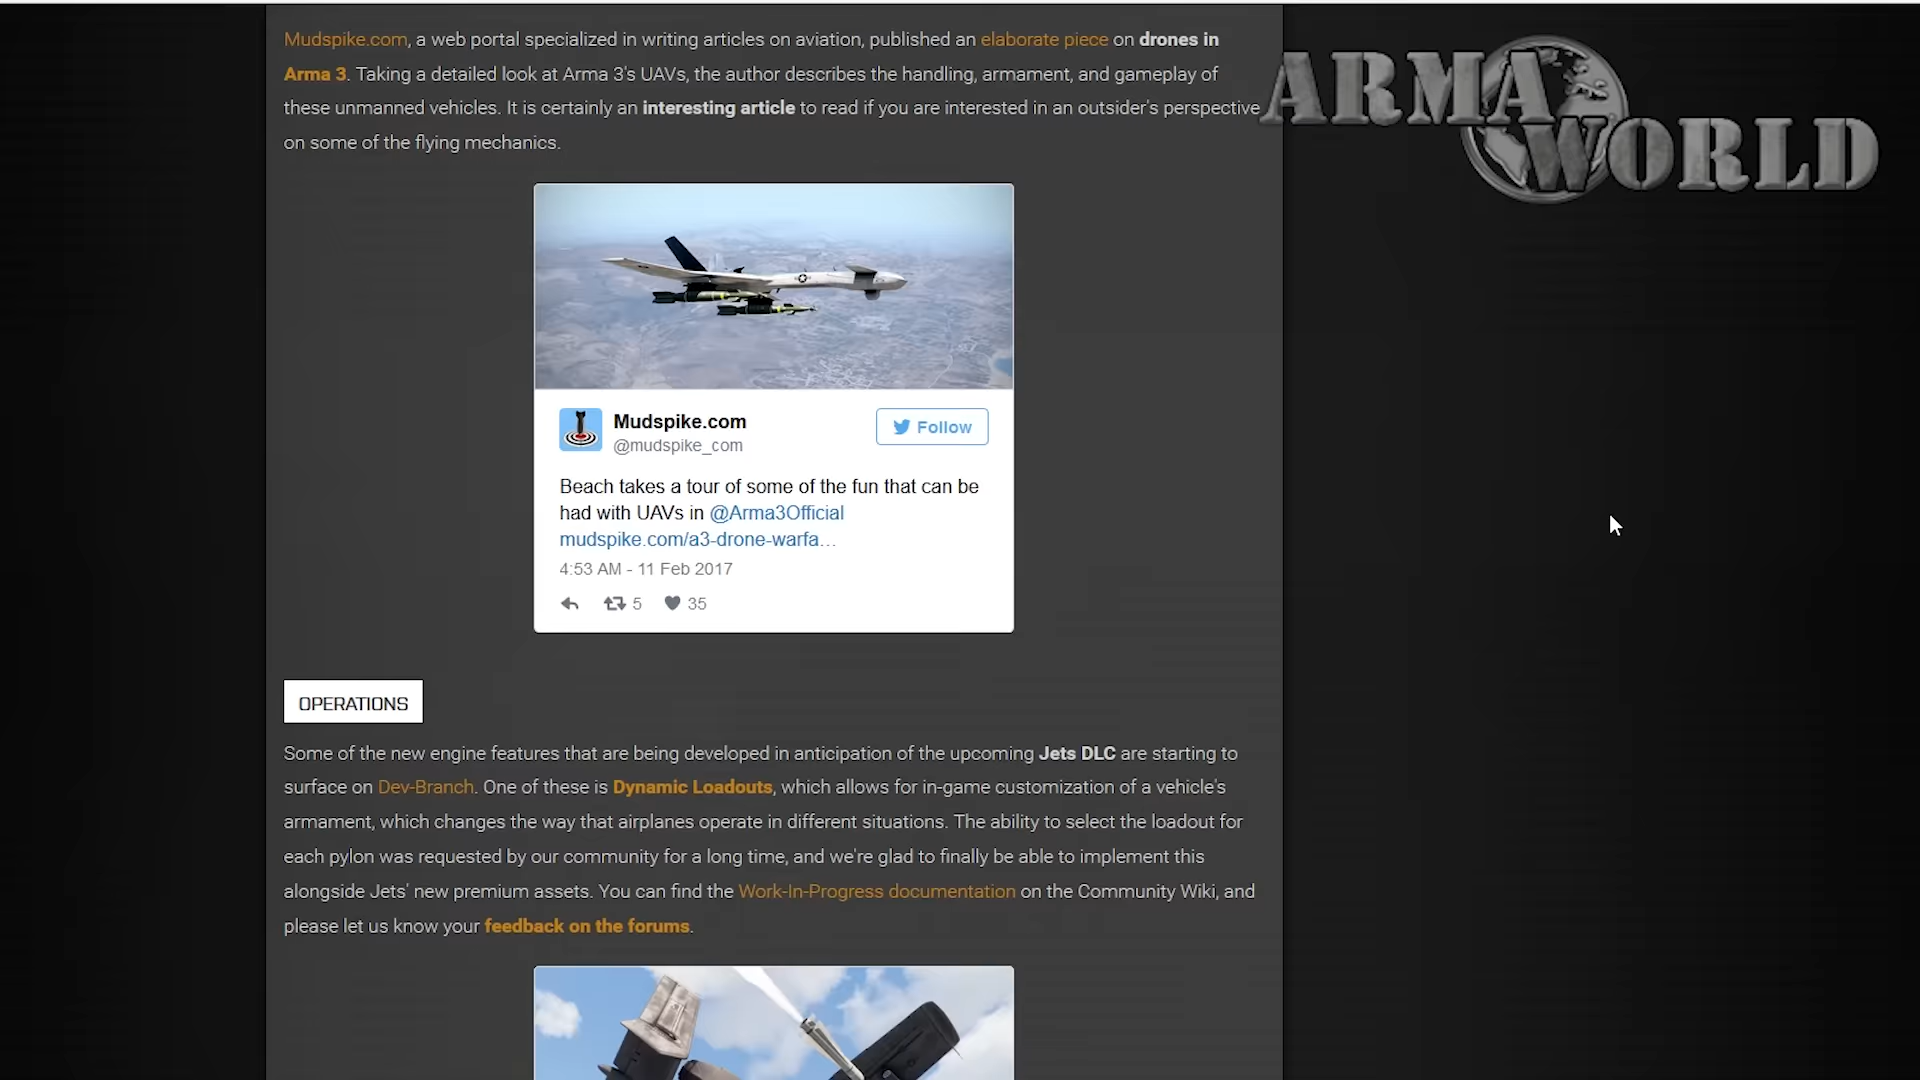 Mudspike.com, a web portal specialized in writing articles on aviation, published an elaborate piece on drones in
Arma 3. Taking a detailed look at Arma 3's UAVs, the author describes the handling, armament, and gameplay of
these unmanned vehicles. It is certainly an interesting article to read if you are interested in an outsider's perspective
on some of the flying mechanics.
ARMA
WORLD
Mudspike.com
@mudspike_com
Follow
Beach takes a tour of some of the fun that can be
had with UAVs in @Arma3Official
mudspike.com/a3-drone-warfa…
4:53 AM - 11 Feb 2017
5 35
OPERATIONS
Some of the new engine features that are being developed in anticipation of the upcoming Jets DLC are starting to
surface on Dev-Branch. One of these is Dynamic Loadouts, which allows for in-game customization of a vehicle's
armament, which changes the way that airplanes operate in different situations. The ability to select the loadout for
each pylon was requested by our community for a long time, and we're glad to finally be able to implement this
alongside Jets' new premium assets. You can find the Work-In-Progress documentation on the Community Wiki, and
please let us know your feedback on the forums.